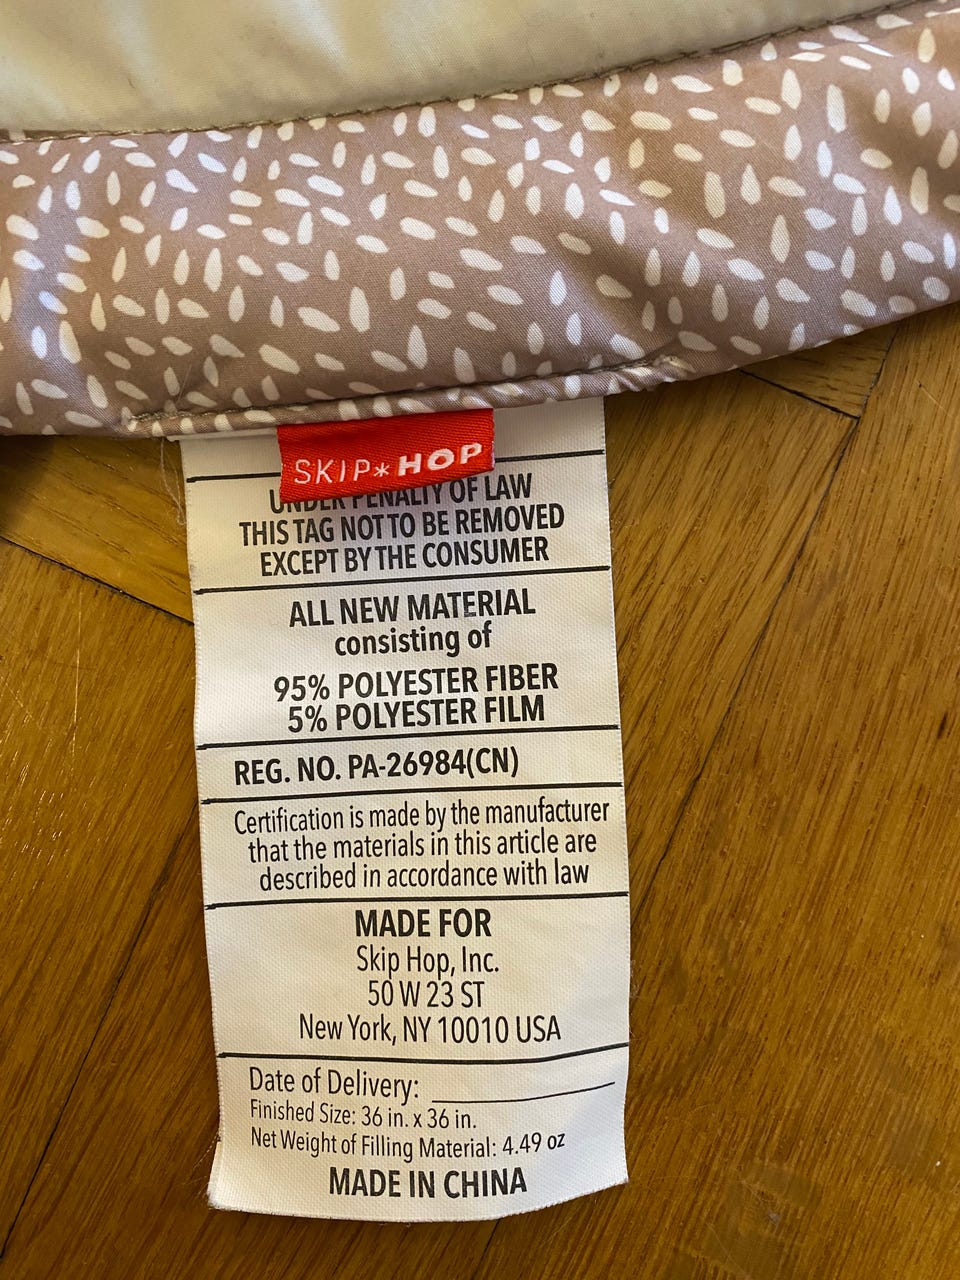 SKIP*HOP
UNDER PENALTY OF LAW
THIS TAG NOT TO BE REMOVED
EXCEPT BY THE CONSUMER
ALL NEW MATERIAL
consisting of
95% POLYESTER FIBER
5% POLYESTER FILM
REG. NO. PA-26984(CN)
Certification is made by the manufacturer
that the materials in this article are
described in accordance with law
MADE FOR
Skip Hop, Inc.
50 W 23 ST
New York, NY 10010 USA
Date of Delivery:
Finished Size: 36 in. x 36 in.
Net Weight of Filling Material: 4.49 oz
MADE IN CHINA